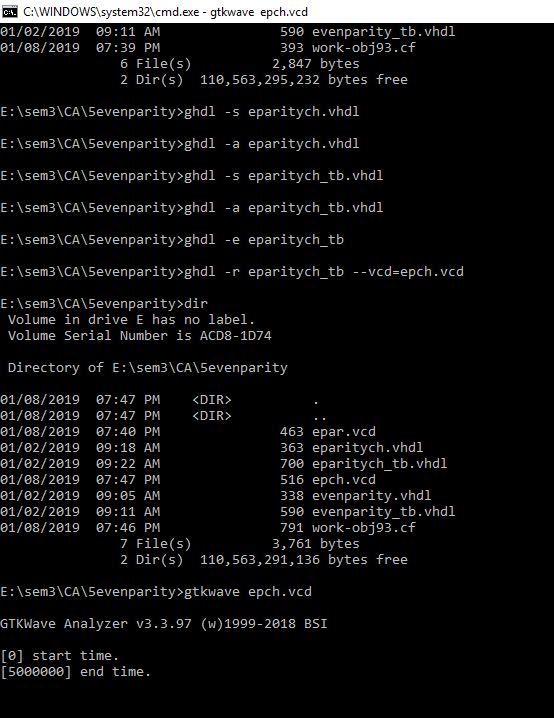 C:\WINDOWS\system32\cmd.exe - gtkwave  epch.vcd
01/02/2019  09:11 AM               590 evenparity_tb.vhdl
01/08/2019  07:39 PM               393 work-obj93.cf
               6 File(s)          2,847 bytes
               2 Dir(s)  110,563,295,232 bytes free
E:\sem3\CA\5evenparity>ghdl -s eparitych.vhdl
E:\sem3\CA\5evenparity>ghdl -a eparitych.vhdl
E:\sem3\CA\5evenparity>ghdl -s eparitych_tb.vhdl
E:\sem3\CA\5evenparity>ghdl -a eparitych_tb.vhdl
E:\sem3\CA\5evenparity>ghdl -e eparitych_tb
E:\sem3\CA\5evenparity>ghdl -r eparitych_tb --vcd=epch.vcd
E:\sem3\CA\5evenparity>dir
 Volume in drive E has no label.
 Volume Serial Number is ACD8-1D74
 Directory of E:\sem3\CA\5evenparity
01/08/2019  07:47 PM    <DIR>          .
01/08/2019  07:47 PM    <DIR>          ..
01/08/2019  07:40 PM               463 epar.vcd
01/02/2019  09:18 AM               363 eparitych.vhdl
01/02/2019  09:22 AM               700 eparitych_tb.vhdl
01/08/2019  07:47 PM               516 epch.vcd
01/02/2019  09:05 AM               338 evenparity.vhdl
01/02/2019  09:11 AM               590 evenparity_tb.vhdl
01/08/2019  07:46 PM               791 work-obj93.cf
               7 File(s)          3,761 bytes
               2 Dir(s)  110,563,291,136 bytes free
E:\sem3\CA\5evenparity>gtkwave epch.vcd
GTKWave Analyzer v3.3.97 (w)1999-2018 BSI
[0] start time.
[5000000] end time.